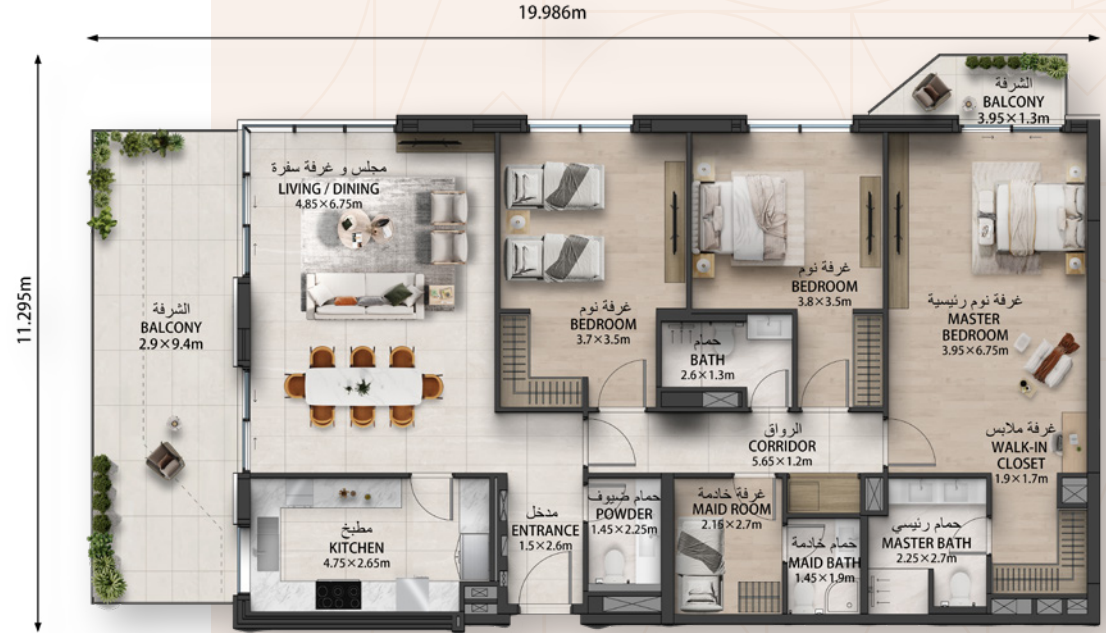 19.986m
11.295m
الشرفة
BALCONY
3.95×1.3m
مجلس و غرفة سفرة
LIVING / DINING
4.85×6.75m
غرفة نوم
BEDROOM
3.7×3.5m
غرفة نوم
BEDROOM
3.8×3.5m
غرفة نوم رئيسية
MASTER
BEDROOM
3.95×6.75m
الشرفة
BALCONY
2.9×9.4m
حمام
BATH
2.6×1.3m
الرواق
CORRIDOR
5.65×1.2m
غرفة ملابس
WALK-IN
CLOSET
1.9×1.7m
مطبخ
KITCHEN
4.75×2.65m
مدخل
ENTRANCE
1.5×2.6m
حمام ضيوف
POWDER
1.45×2.25m
غرفة خادمة
MAID ROOM
2.15×2.7m
حمام خادمة
MAID BATH
1.45×1.9m
حمام رئيسي
MASTER BATH
2.25×2.7m